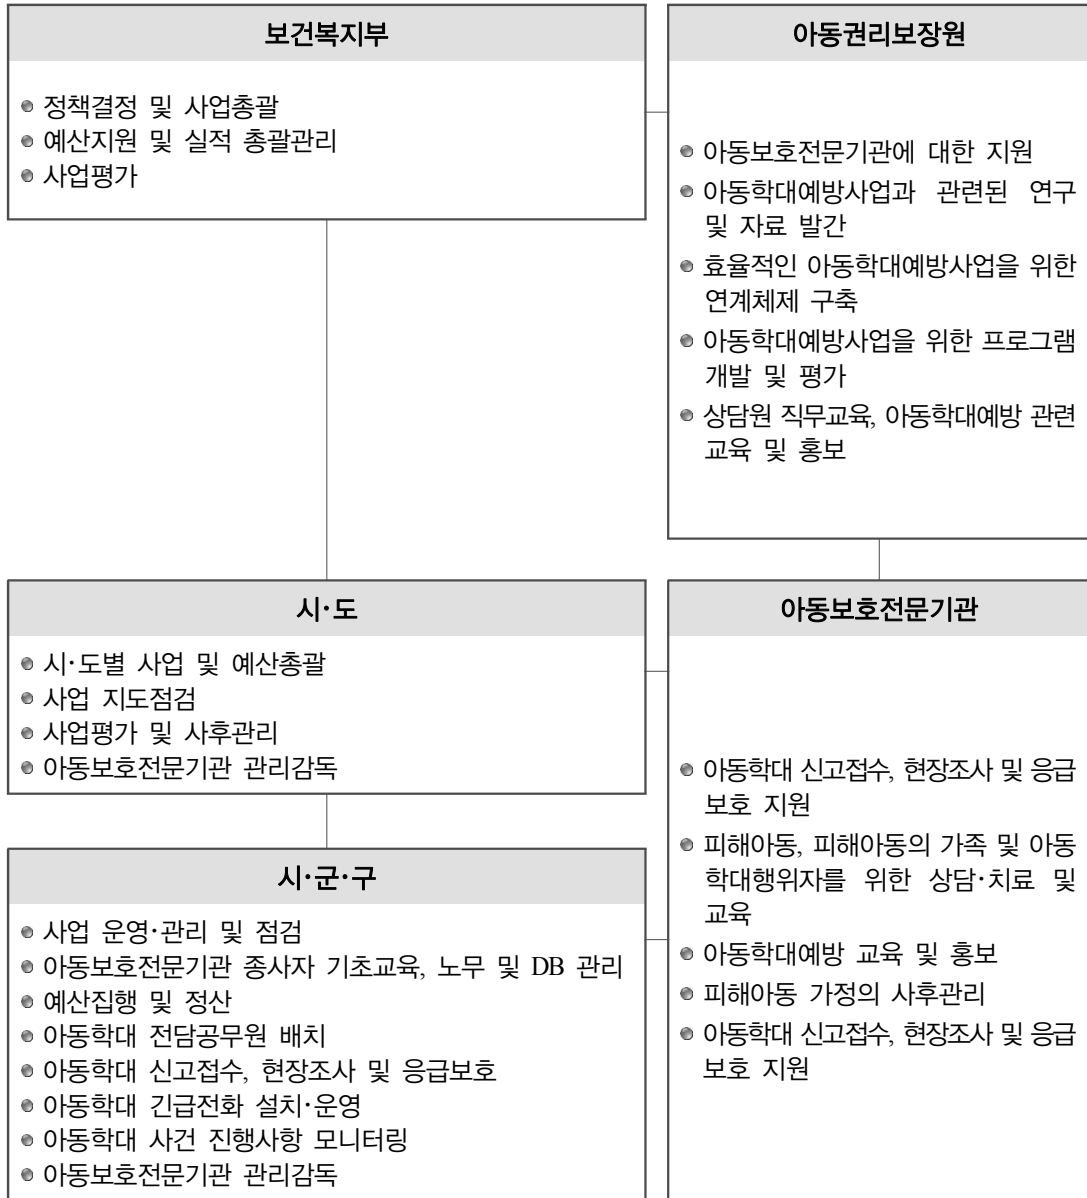 보건복지부
정책결정 및 사업총괄
예산지원 및 실적 총괄관리
사업평가
아동권리보장원
아동보호전문기관에 대한 지원
아동학대예방사업과 관련된 연구
및 자료 발간
효율적인 아동학대예방사업을 위한
연계체제 구축
아동학대예방사업을 위한 프로그램
개발 및 평가
상담원 직무교육, 아동학대예방 관련
교육 및 홍보
시·도
시·도별 사업 및 예산총괄
사업 지도점검
사업평가 및 사후관리
아동보호전문기관 관리감독
시·군·구
사업 운영·관리 및 점검
아동보호전문기관 종사자 기초교육, 노무 및 DB 관리
예산집행 및 정산
아동학대 전담공무원 배치
아동학대 신고접수, 현장조사 및 응급보호
아동학대 긴급전화 설치·운영
아동학대 사건 진행사항 모니터링
아동보호전문기관 관리감독
아동보호전문기관
아동학대 신고접수, 현장조사 및 응급
보호 지원
피해아동, 피해아동의 가족 및 아동
학대행위자를 위한 상담·치료 및
교육
아동학대예방 교육 및 홍보
피해아동 가정의 사후관리
아동학대 신고접수, 현장조사 및 응급
보호 지원